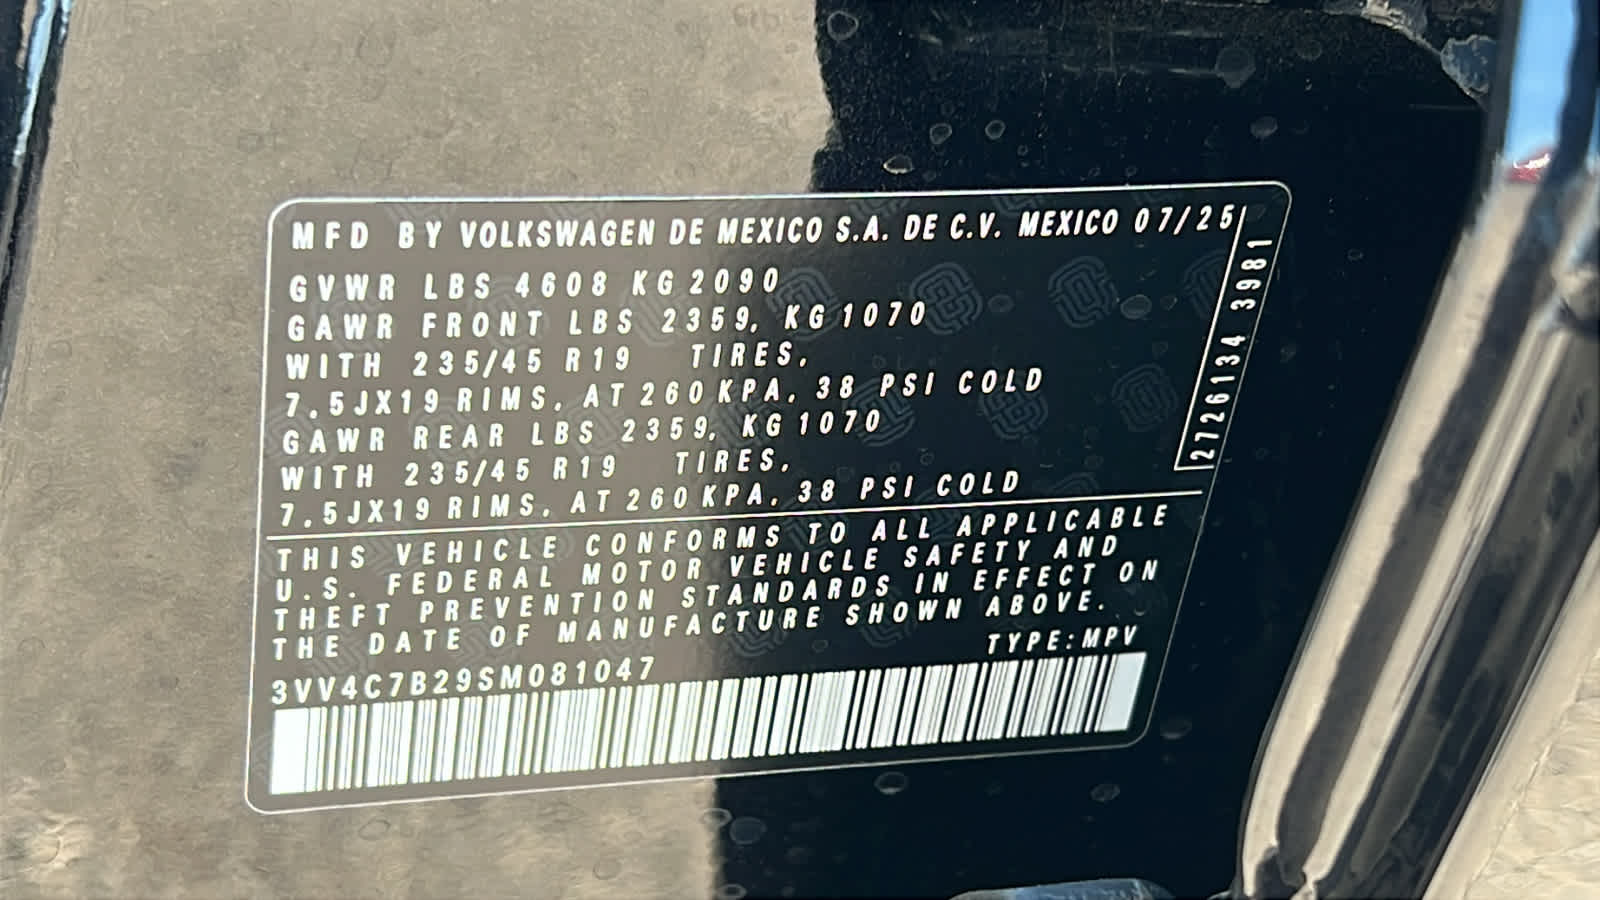 MFD BY VOLKSWAGEN DE MEXICO S.A. DE C.V. MEXICO 07/25
GVWR LBS 4608 KG 2090
GAWR FRONT LBS 2359, KG 1070
WITH 235/45 R19 TIRES,
7.5JX19 RIMS, AT 260 KPA, 38 PSI COLD
GAWR REAR LBS 2359, KG 1070
WITH 235/45 R19 TIRES,
7.5JX19 RIMS, AT 260 KPA, 38 PSI COLD
2726134 3981
THIS VEHICLE CONFORMS TO ALL APPLICABLE
U.S. FEDERAL MOTOR VEHICLE SAFETY AND
THEFT PREVENTION STANDARDS IN EFFECT ON
THE DATE OF MANUFACTURE SHOWN ABOVE.
TYPE: MPV
3VV4C7B29SM081047